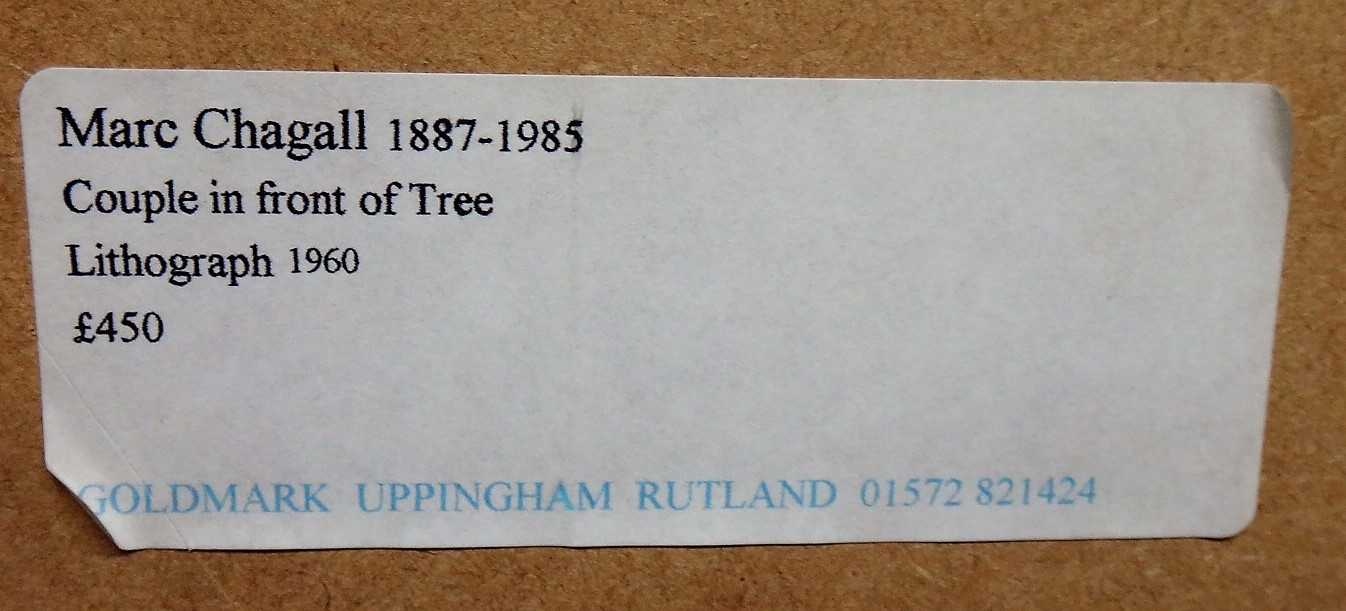 Marc Chagall 1887-1985
Couple in front of Tree
Lithograph 1960
£450
GOLDMARK UPPINGHAM RUTLAND 01572 821424